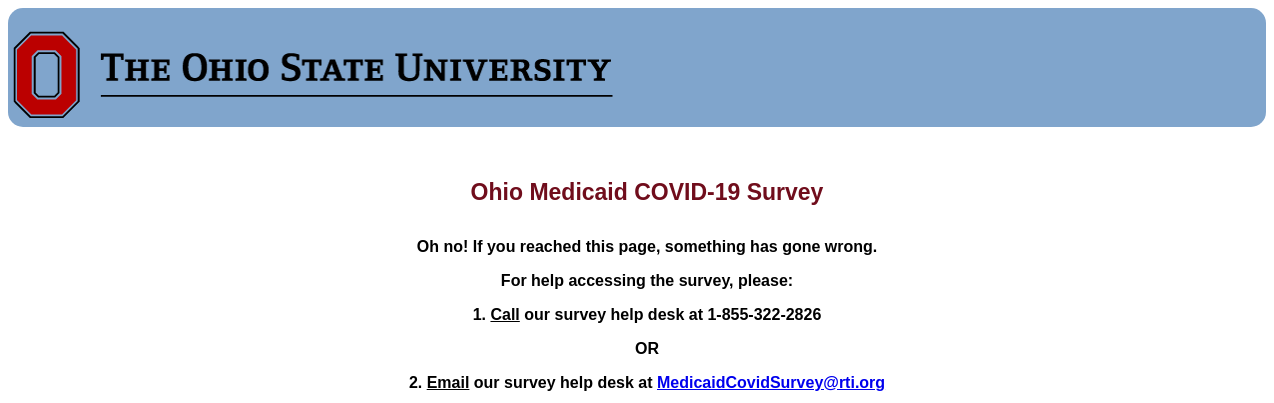 The Ohio State University
Ohio Medicaid COVID-19 Survey
Oh no! If you reached this page, something has gone wrong.
For help accessing the survey, please:
1. Call our survey help desk at 1-855-322-2826
OR
2. Email our survey help desk at MedicaidCovidSurvey@rti.org